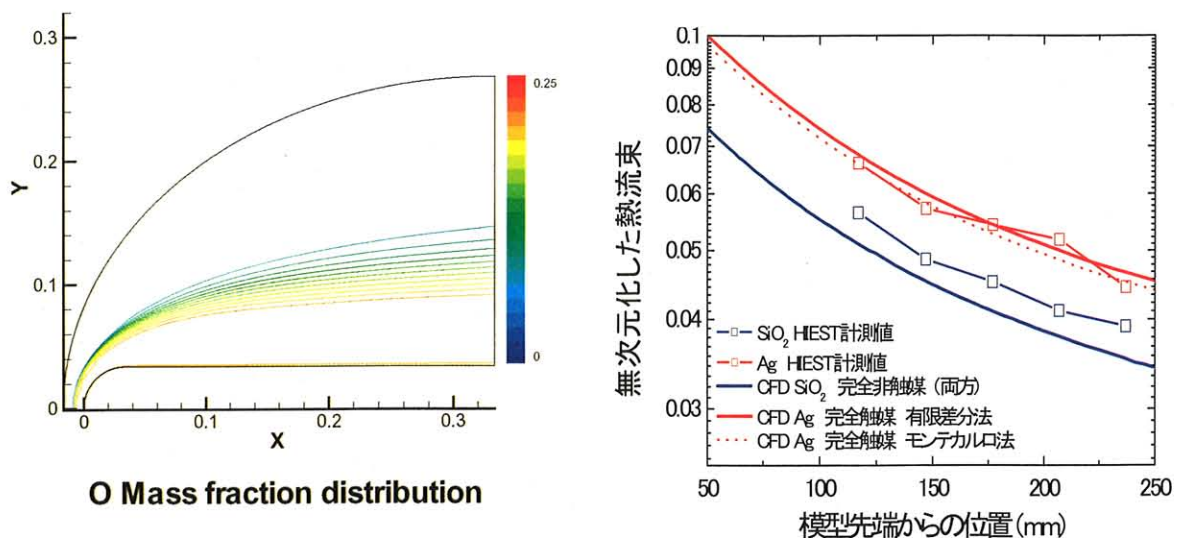 0.3
0.2
0.1
0
Y
0
0.1
0.2
0.3
X
0.25
0
O Mass fraction distribution
0.1
0.09
0.08
0.07
0.06
0.05
0.04
0.03
無次元化した熱流束
SiO2 HIEST計測値
Ag HIEST計測値
CFD SiO2 完全非触媒 (両方)
CFD Ag 完全触媒 有限差分法
CFD Ag 完全触媒 モンテカルロ法
50
100
150
200
250
模型先端からの位置(mm)